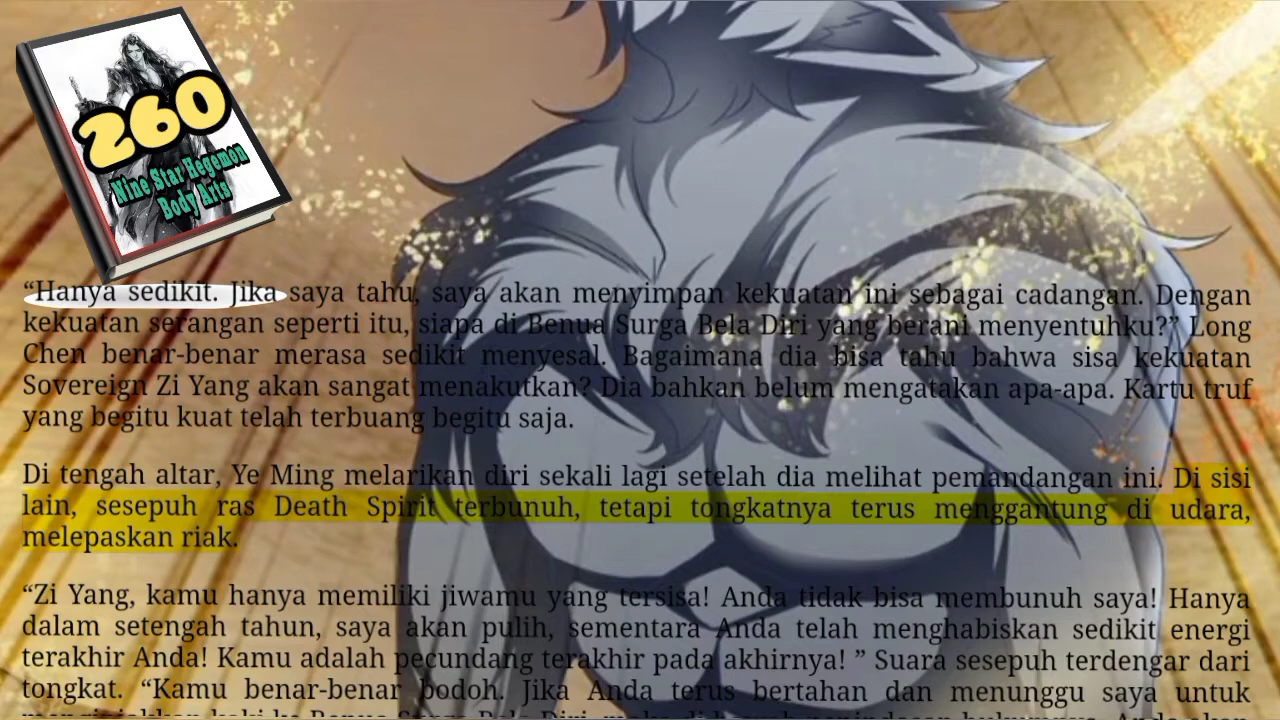 260
Nine Star Hegemon
Body Arts
“Hanya sedikit. Jika saya tahu, saya akan menyimpan kekuatan ini sebagai cadangan. Dengan
kekuatan serangan seperti itu, siapa di Benua Surga Bela Diri yang berani menyentuhku?” Long
Chen benar-benar merasa sedikit menyesal. Bagaimana dia bisa tahu bahwa sisa kekuatan
Sovereign Zi Yang akan sangat menakutkan? Dia bahkan belum mengatakan apa-apa. Kartu truf
yang begitu kuat telah terbuang begitu saja.
Di tengah altar, Ye Ming melarikan diri sekali lagi setelah dia melihat pemandangan ini. Di sisi
lain, sesepuh ras Death Spirit terbunuh, tetapi tongkatnya terus menggantung di udara,
melepaskan riak.
“Zi Yang, kamu hanya memiliki jiwamu yang tersisa! Anda tidak bisa membunuh saya! Hanya
dalam setengah tahun, saya akan pulih, sementara Anda telah menghabiskan sedikit energi
terakhir Anda! Kamu adalah pecundang terakhir pada akhirnya! ” Suara sesepuh terdengar dari
tongkat. “Kamu benar-benar bodoh. Jika Anda terus bertahan dan menunggu saya untuk